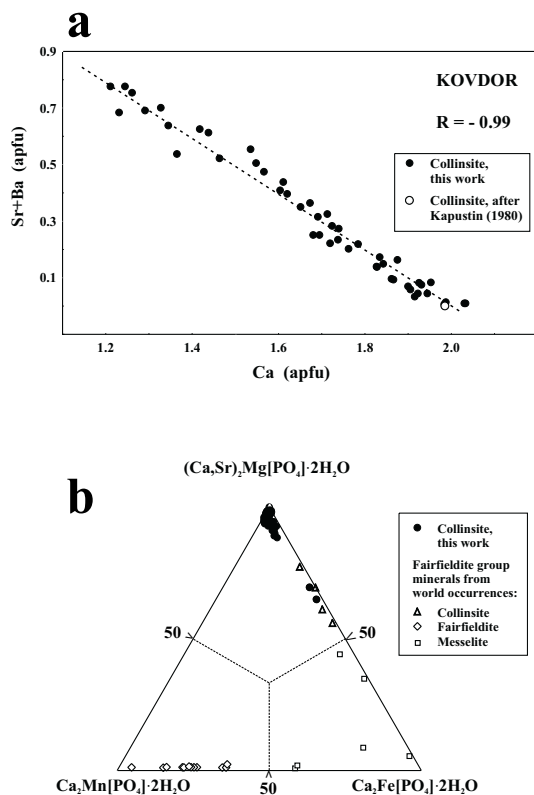 a
0.9
0.7
0.5
0.3
0.1
Sr+Ba (apfu)
KOVDOR
R = - 0.99
Collinsite,
this work
Collinsite, after
Kapustin (1980)
1.2
1.4
1.6
1.8
2.0
Ca (apfu)
b
(Ca,Sr)₂Mg[PO₄]·2H₂O
Collinsite,
this work
Fairfieldite group
minerals from
world occurrences:
Collinsite
Fairfieldite
Messelite
50
50
Ca₂Mn[PO₄]·2H₂O
50
Ca₂Fe[PO₄]·2H₂O